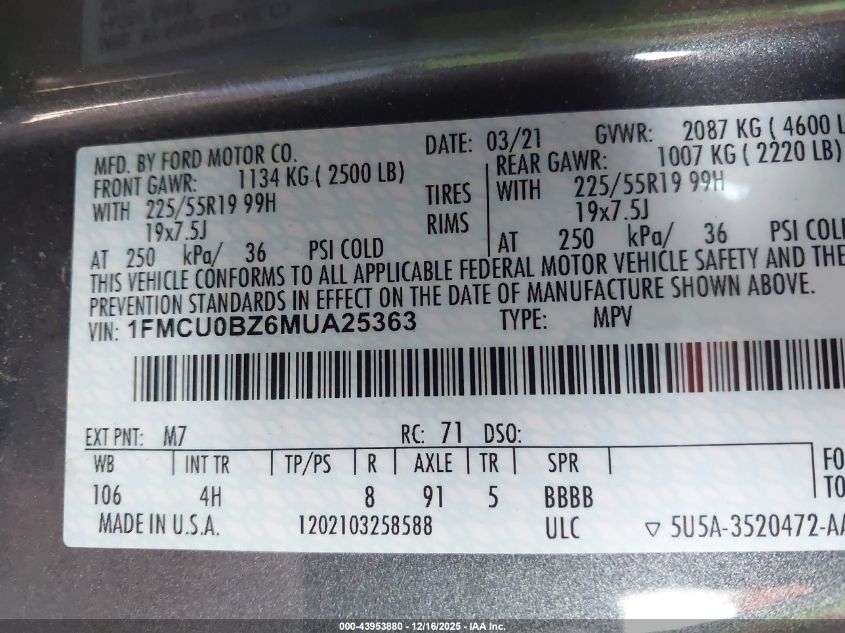 MFD. BY FORD MOTOR CO. DATE: 03/21 GVWR: 2087 KG ( 4600 L
FRONT GAWR: 1134 KG ( 2500 LB) REAR GAWR: 1007 KG ( 2220 LB)
WITH 225/55R19 99H TIRES WITH 225/55R19 99H
19x7.5J RIMS 19x7.5J
AT 250 kPa/ 36 PSI COLD AT 250 kPa/ 36 PSI COL
THIS VEHICLE CONFORMS TO ALL APPLICABLE FEDERAL MOTOR VEHICLE SAFETY AND THE
PREVENTION STANDARDS IN EFFECT ON THE DATE OF MANUFACTURE SHOWN ABOVE.
VIN: 1FMCU0BZ6MUA25363 TYPE: MPV
EXT PNT: M7 RC: 71 DSO:
WB INT TR TP/PS R AXLE TR SPR FO
106 4H 8 91 5 BBBB TO
MADE IN U.S.A. 1202103258588 ULC ▽ 5U5A-3520472-AA
000-43953880 - 12/16/2025 - IAA Inc.